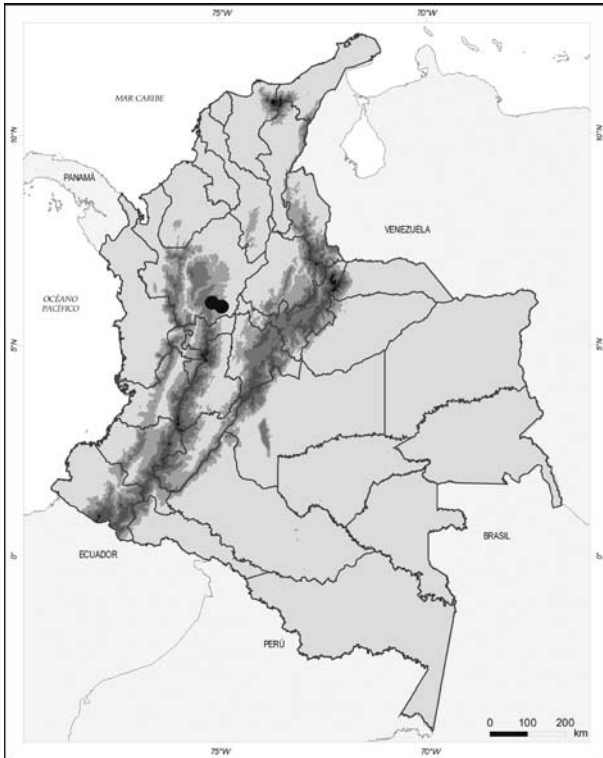 75°W 70°W
MAR CARIBE
10°N 10°N
PANAMÁ
VENEZUELA
OCÉANO
PACÍFICO
5°N 5°N
BRASIL
ECUADOR
0° 0°
PERÚ
0 100 200
km
75°W 70°W